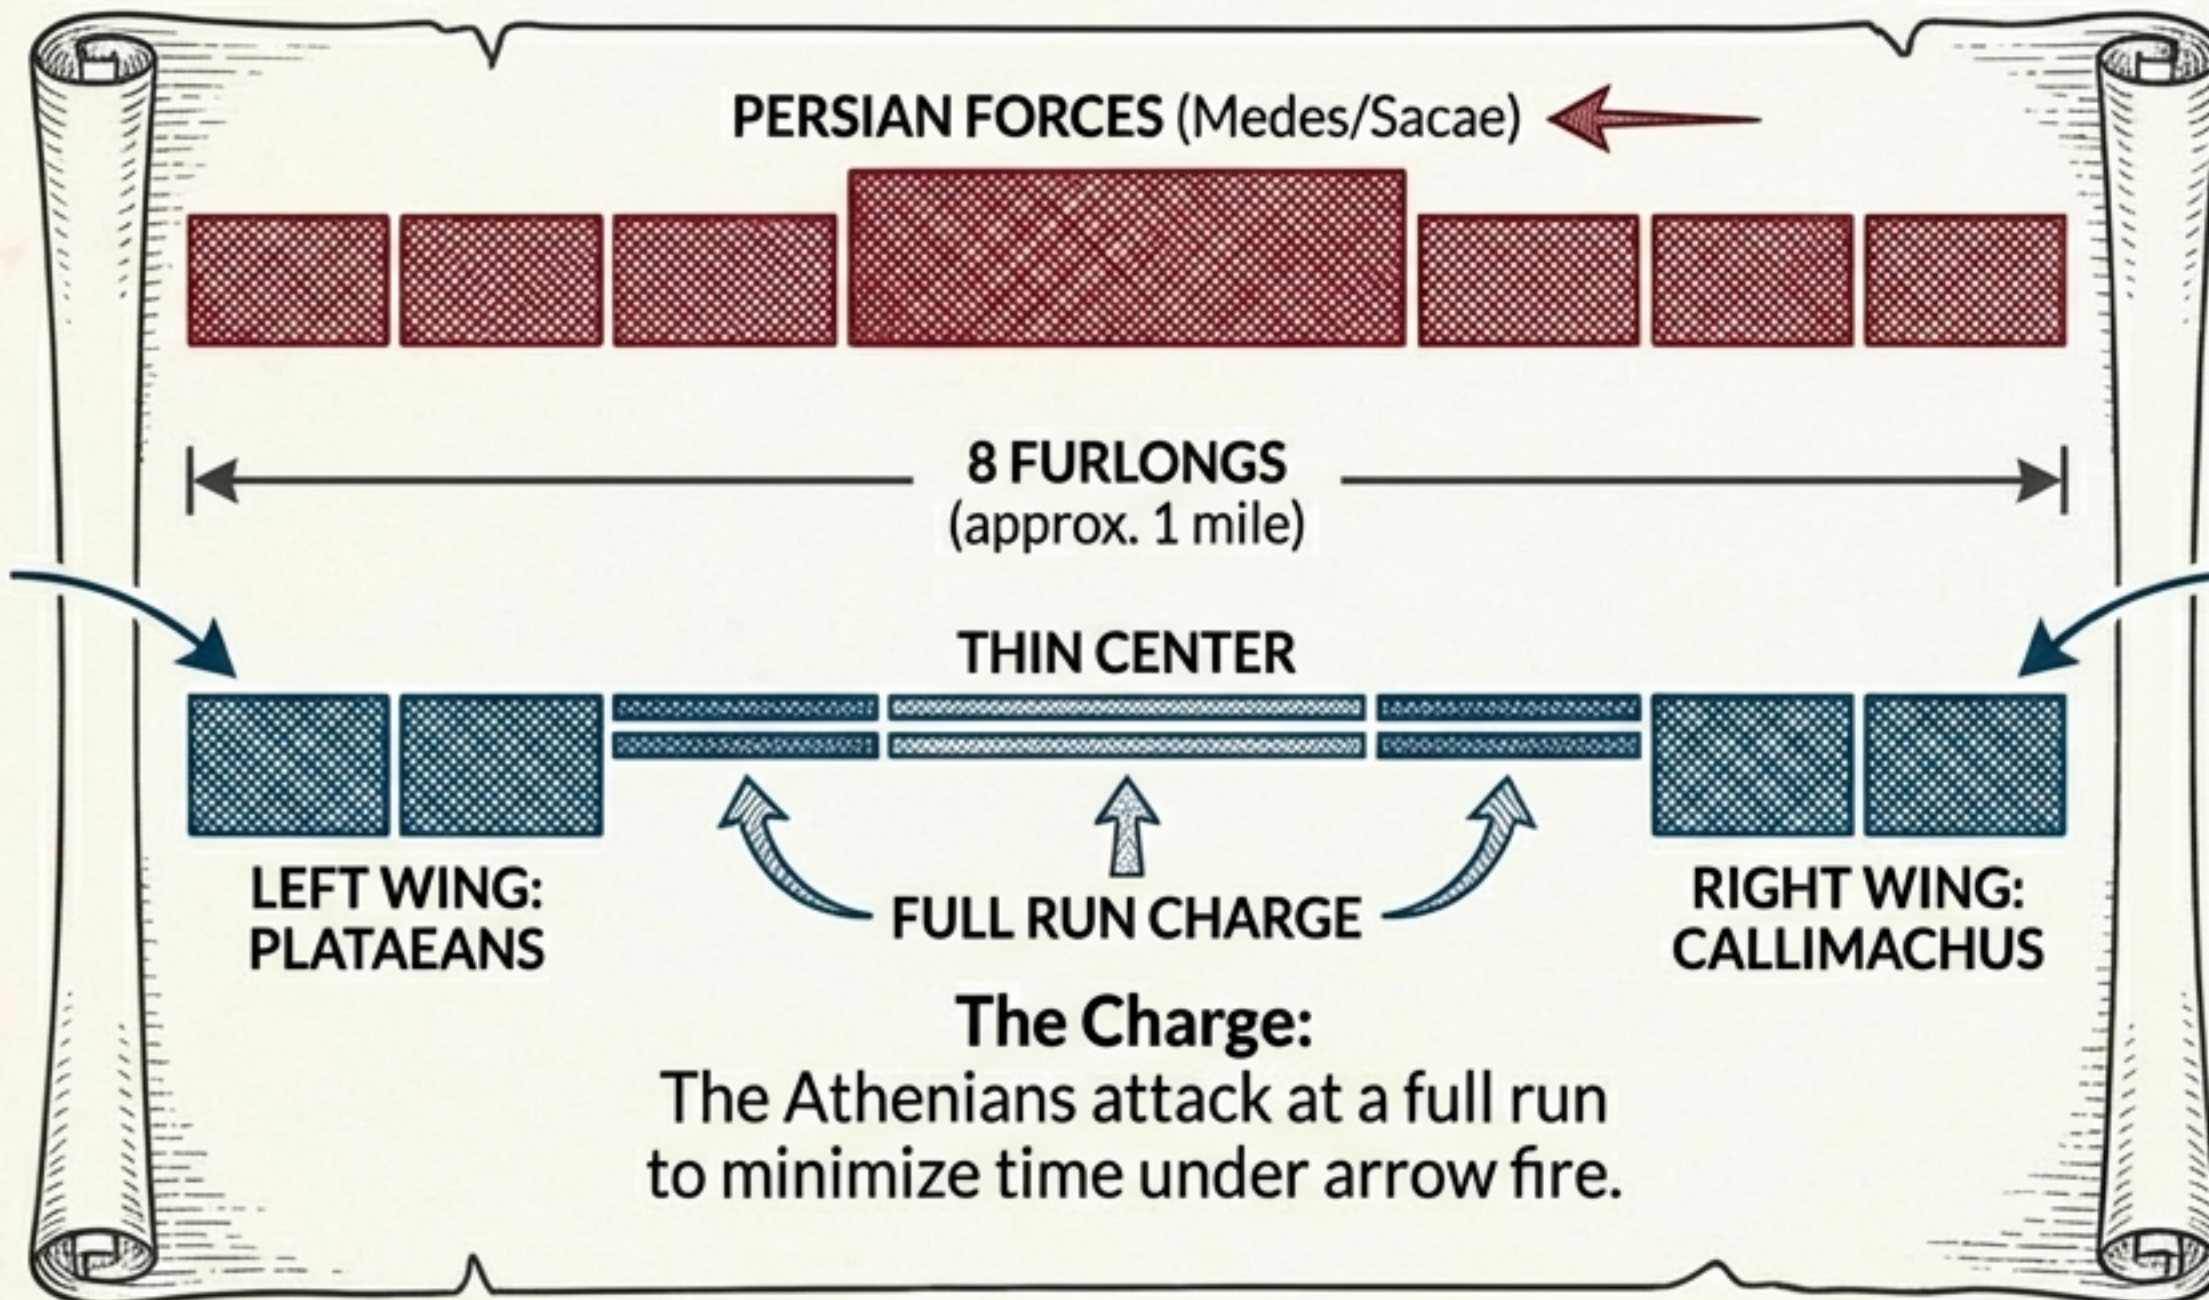 PERSIAN FORCES (Medes/Sacae)
8 FURLONGS
(approx. 1 mile)
THIN CENTER
LEFT WING:
PLATAEANS
FULL RUN CHARGE
RIGHT WING:
CALLIMACHUS
The Charge:
The Athenians attack at a full run
to minimize time under arrow fire.